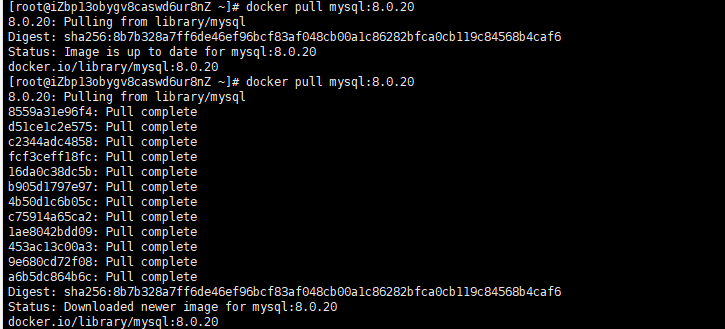 [root@iZbp13obygv8caswd6ur8nZ ~]# docker pull mysql:8.0.20
8.0.20: Pulling from library/mysql
Digest: sha256:8b7b328a7ff6de46ef96bcf83af048cb00a1c86282bfca0cb119c84568b4caf6
Status: Image is up to date for mysql:8.0.20
docker.io/library/mysql:8.0.20
[root@iZbp13obygv8caswd6ur8nZ ~]# docker pull mysql:8.0.20
8.0.20: Pulling from library/mysql
8559a31e96f4: Pull complete
d51ce1c2e575: Pull complete
c2344adc4858: Pull complete
fcf3ceff18fc: Pull complete
16da0c38dc5b: Pull complete
b905d1797e97: Pull complete
4b50d1c6b05c: Pull complete
c75914a65ca2: Pull complete
1ae8042bdd09: Pull complete
453ac13c00a3: Pull complete
9e680cd72f08: Pull complete
a6b5dc864b6c: Pull complete
Digest: sha256:8b7b328a7ff6de46ef96bcf83af048cb00a1c86282bfca0cb119c84568b4caf6
Status: Downloaded newer image for mysql:8.0.20
docker.io/library/mysql:8.0.20